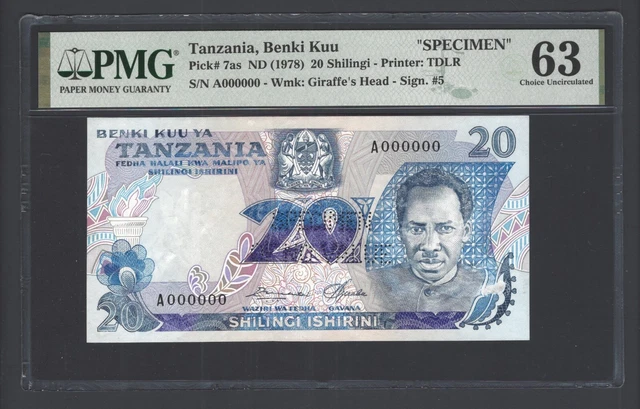 PMG
PAPER MONEY GUARANTY
Tanzania, Benki Kuu "SPECIMEN"
Pick# 7as ND (1978) 20 Shilingi - Printer: TDLR
S/N A000000 - Wmk: Giraffe's Head - Sign. #5
63
Choice Uncirculated
BENKI KUU YA
TANZANIA
FEDHA HALALI KWA MALIPO YA
SHILINGI ISHIRINI
A000000
20
20
A000000
WAZIRI WA FEDHA GAVANA
20
SHILINGI ISHIRINI